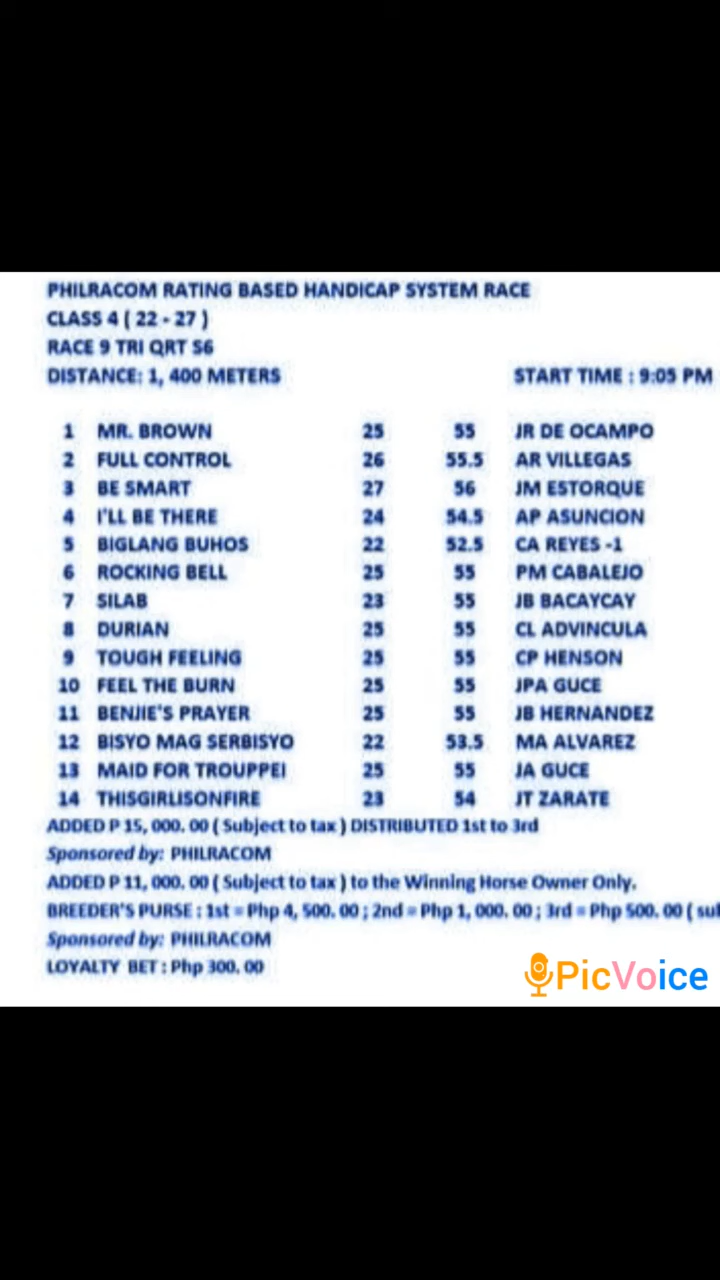 PHILRACOM RATING BASED HANDICAP SYSTEM RACE
CLASS 4 ( 22 - 27 )
RACE 9 TRI QRT S6
DISTANCE: 1, 400 METERS START TIME : 9:05 PM
1 MR. BROWN 25 55 JR DE OCAMPO
2 FULL CONTROL 26 55.5 AR VILLEGAS
3 BE SMART 27 56 JM ESTORQUE
4 I'LL BE THERE 24 54.5 AP ASUNCION
5 BIGLANG BUHOS 22 52.5 CA REYES -1
6 ROCKING BELL 25 55 PM CABALEJO
7 SILAB 23 55 JB BACAYCAY
8 DURIAN 25 55 CL ADVINCULA
9 TOUGH FEELING 25 55 CP HENSON
10 FEEL THE BURN 25 55 JPA GUCE
11 BENJIE'S PRAYER 25 55 JB HERNANDEZ
12 BISYO MAG SERBISYO 22 53.5 MA ALVAREZ
13 MAID FOR TROUPPEI 25 55 JA GUCE
14 THISGIRLISONFIRE 23 54 JT ZARATE
ADDED P 15, 000. 00 ( Subject to tax ) DISTRIBUTED 1st to 3rd
Sponsored by: PHILRACOM
ADDED P 11, 000. 00 ( Subject to tax ) to the Winning Horse Owner Only.
BREEDER'S PURSE : 1st = Php 4, 500. 00 ; 2nd = Php 1, 000. 00 ; 3rd = Php 500. 00 ( sul
Sponsored by: PHILRACOM
LOYALTY BET : Php 300. 00
PicVoice